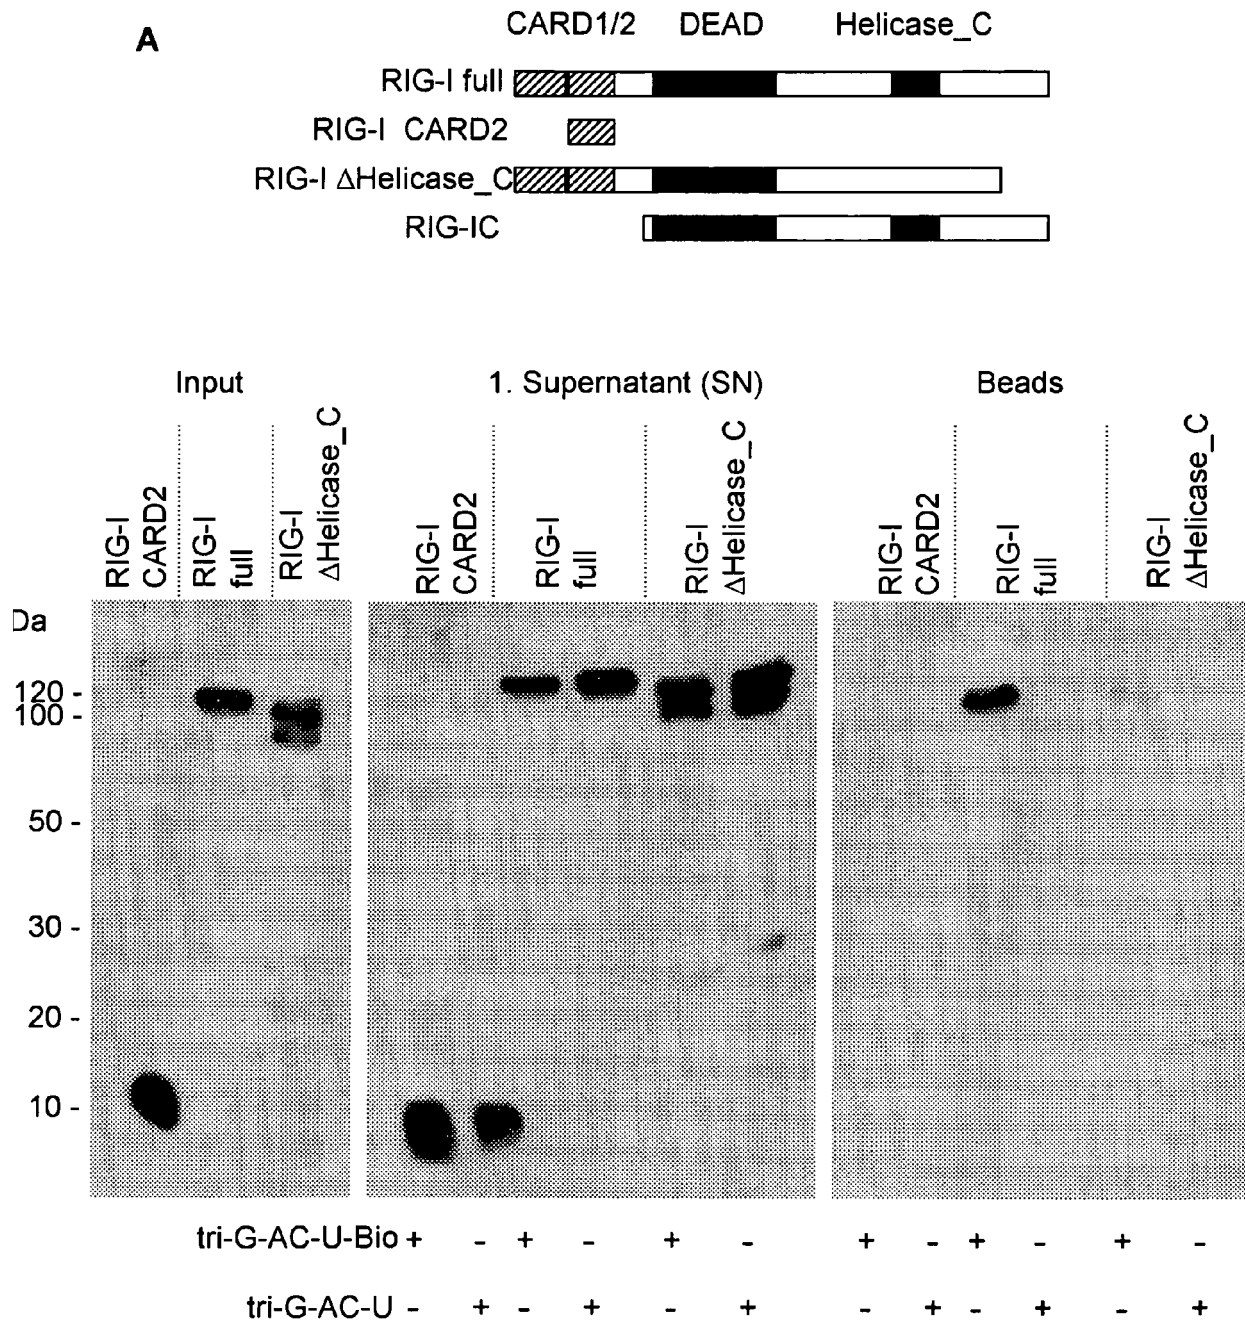 A
CARD1/2 DEAD Helicase_C
RIG-I full
RIG-I CARD2
RIG-I ΔHelicase_C
RIG-IC
Input
1. Supernatant (SN)
Beads
RIG-I
CARD2
RIG-I
full
RIG-I
ΔHelicase_C
RIG-I
CARD2
RIG-I
full
RIG-I
ΔHelicase_C
RIG-I
CARD2
RIG-I
full
RIG-I
ΔHelicase_C
Da
120 -
100 -
50 -
30 -
20 -
10 -
tri-G-AC-U-Bio + - + - + - + - + - + -
tri-G-AC-U - + - + - + - + - + - +